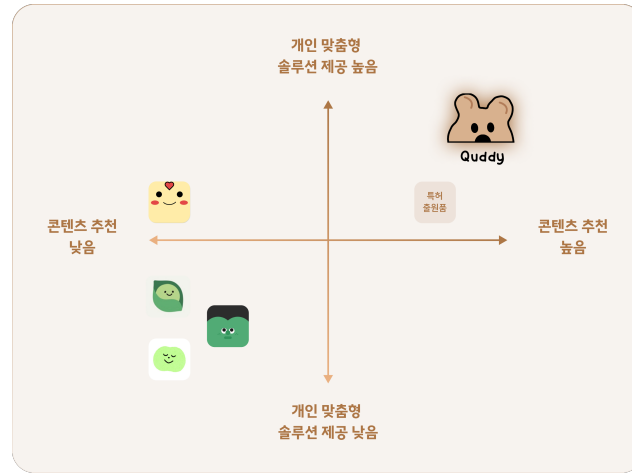 개인 맞춤형
솔루션 제공 높음
Quddy
특허
출원품
콘텐츠 추천
낮음
콘텐츠 추천
높음
개인 맞춤형
솔루션 제공 낮음